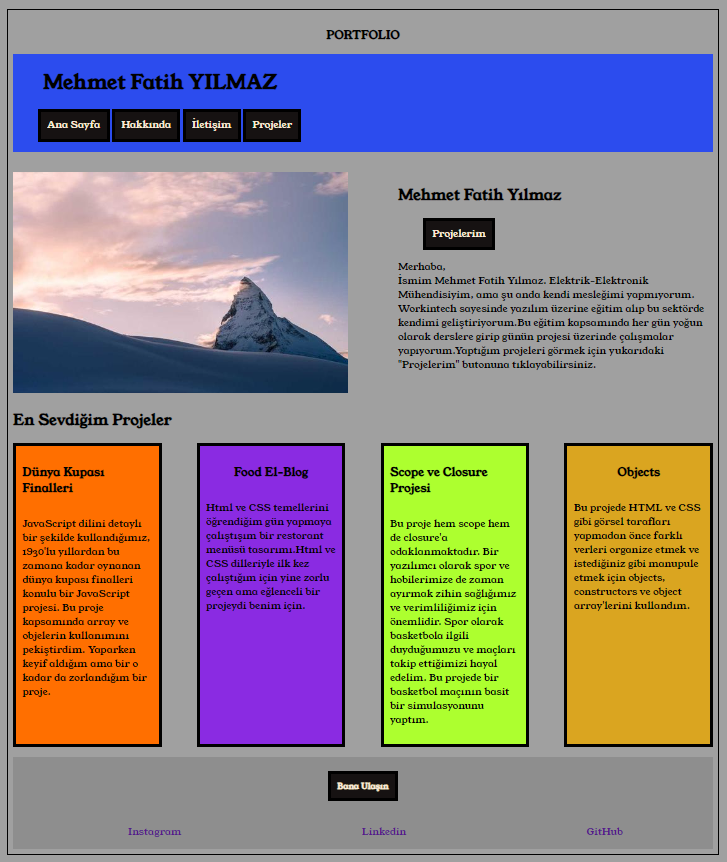 PORTFOLIO
Mehmet Fatih YILMAZ
Ana Sayfa Hakkında İletişim Projeler
Mehmet Fatih Yılmaz
Projelerim
Merhaba,
İsmim Mehmet Fatih Yılmaz. Elektrik-Elektronik
Mühendisiyim, ama şu anda kendi mesleğimi yapmıyorum.
Workintech sayesinde yazılım üzerine eğitim alıp bu sektörde
kendimi geliştiriyorum.Bu eğitim kapsamında her gün yoğun
olarak derslere girip günün projesi üzerinde çalışmalar
yapıyorum.Yaptığım projeleri görmek için yukarıdaki
"Projelerim" butonuna tıklayabilirsiniz.
En Sevdiğim Projeler
Dünya Kupası
Finalleri
JavaScript dilini detaylı
bir şekilde kullandığımız,
1930'lu yıllardan bu
zamana kadar oynanan
dünya kupası finalleri
konulu bir JavaScript
projesi. Bu proje
kapsamında array ve
objelerin kullanımını
pekiştirdim. Yaparken
keyif aldığım ama bir o
kadar da zorlandığım bir
proje.
Food El-Blog
Html ve CSS temellerini
öğrendiğim gün yapmaya
çalıştışım bir restorant
menüsü tasarımı.Html ve
CSS dilleriyle ilk kez
çalıştığım için yine zorlu
geçen ama eğlenceli bir
projeydi benim için.
Scope ve Closure
Projesi
Bu proje hem scope hem
de closure'a
odaklanmaktadır. Bir
yazılımcı olarak spor ve
hobilerimize de zaman
ayırmak zihin sağlığımız
ve verimliliğimiz için
önemlidir. Spor olarak
basketbola ilgili
duyduğumuzu ve maçları
takip ettiğimizi hayal
edelim. Bu projede bir
basketbol maçının basit
bir simulasyonunu
yaptım.
Objects
Bu projede HTML ve CSS
gibi görsel tarafları
yapmadan önce farklı
verleri organize etmek ve
istediğiniz gibi manupule
etmek için objects,
constructors ve object
array'lerini kullandım.
Bana Ulaşın
Instagram Linkedin GitHub